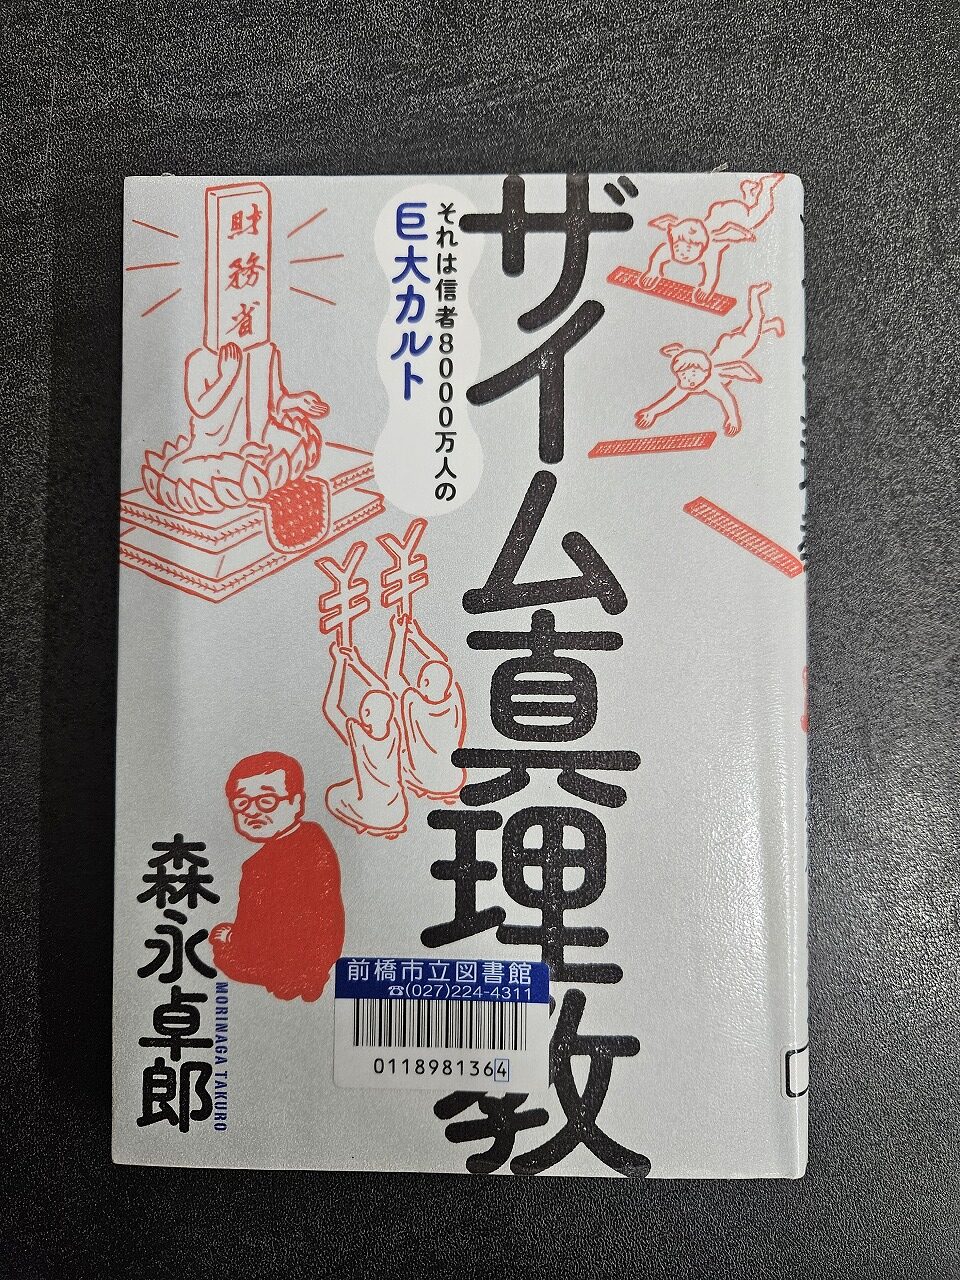 ザイム真理教
それは信者8000万人の
巨大カルト
財務省
森永卓郎
MORINAGA TAKURO
前橋市立図書館
☎(027)224-4311
0118981364